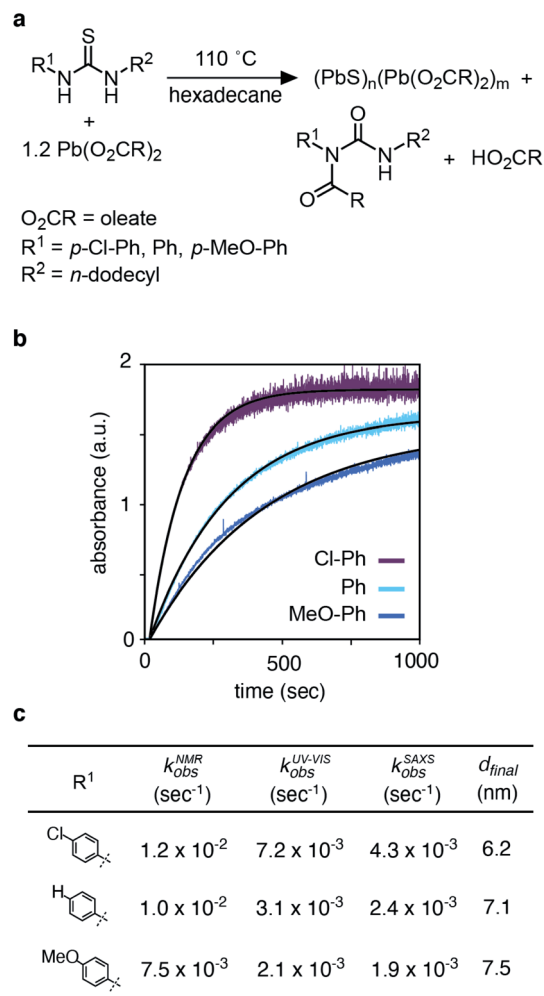 a
S
R1 N H N H R2
110 ˚C
hexadecane
(PbS)n(Pb(O2CR)2)m +
+
1.2 Pb(O2CR)2
O
R1 N N H R2
O R
+ HO2CR
O2CR = oleate
R1 = p-Cl-Ph, Ph, p-MeO-Ph
R2 = n-dodecyl
b
absorbance (a.u.)
2
1
0
Cl-Ph
Ph
MeO-Ph
0 500 1000
time (sec)
c
R1 kobsNMR (sec-1) kobsUV-VIS (sec-1) kobsSAXS (sec-1) dfinal (nm)
Cl 1.2 x 10-2 7.2 x 10-3 4.3 x 10-3 6.2
H 1.0 x 10-2 3.1 x 10-3 2.4 x 10-3 7.1
MeO 7.5 x 10-3 2.1 x 10-3 1.9 x 10-3 7.5